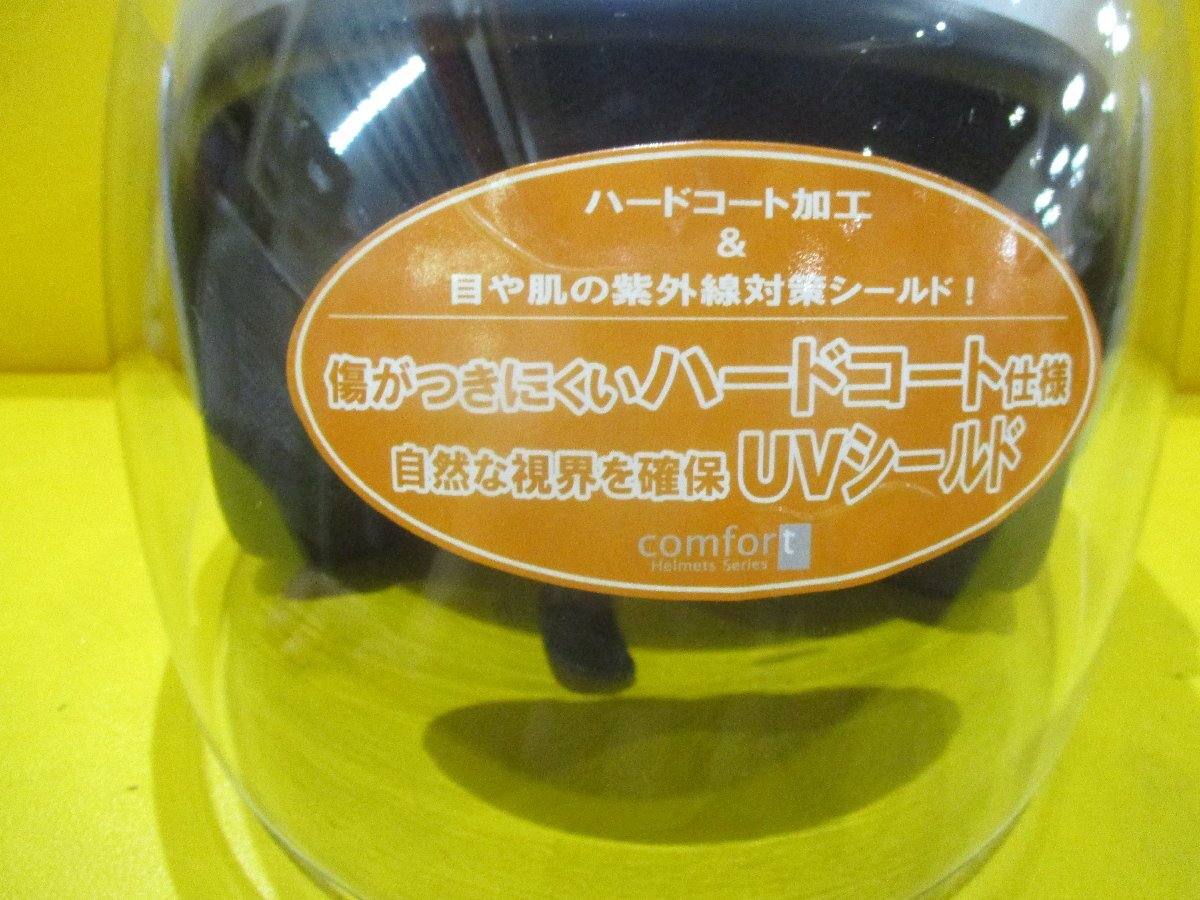 ハードコート加工
&
目や肌の紫外線対策シールド！
傷がつきにくいハードコート仕様
自然な視界を確保 UVシールド
comfort
Helmets Series